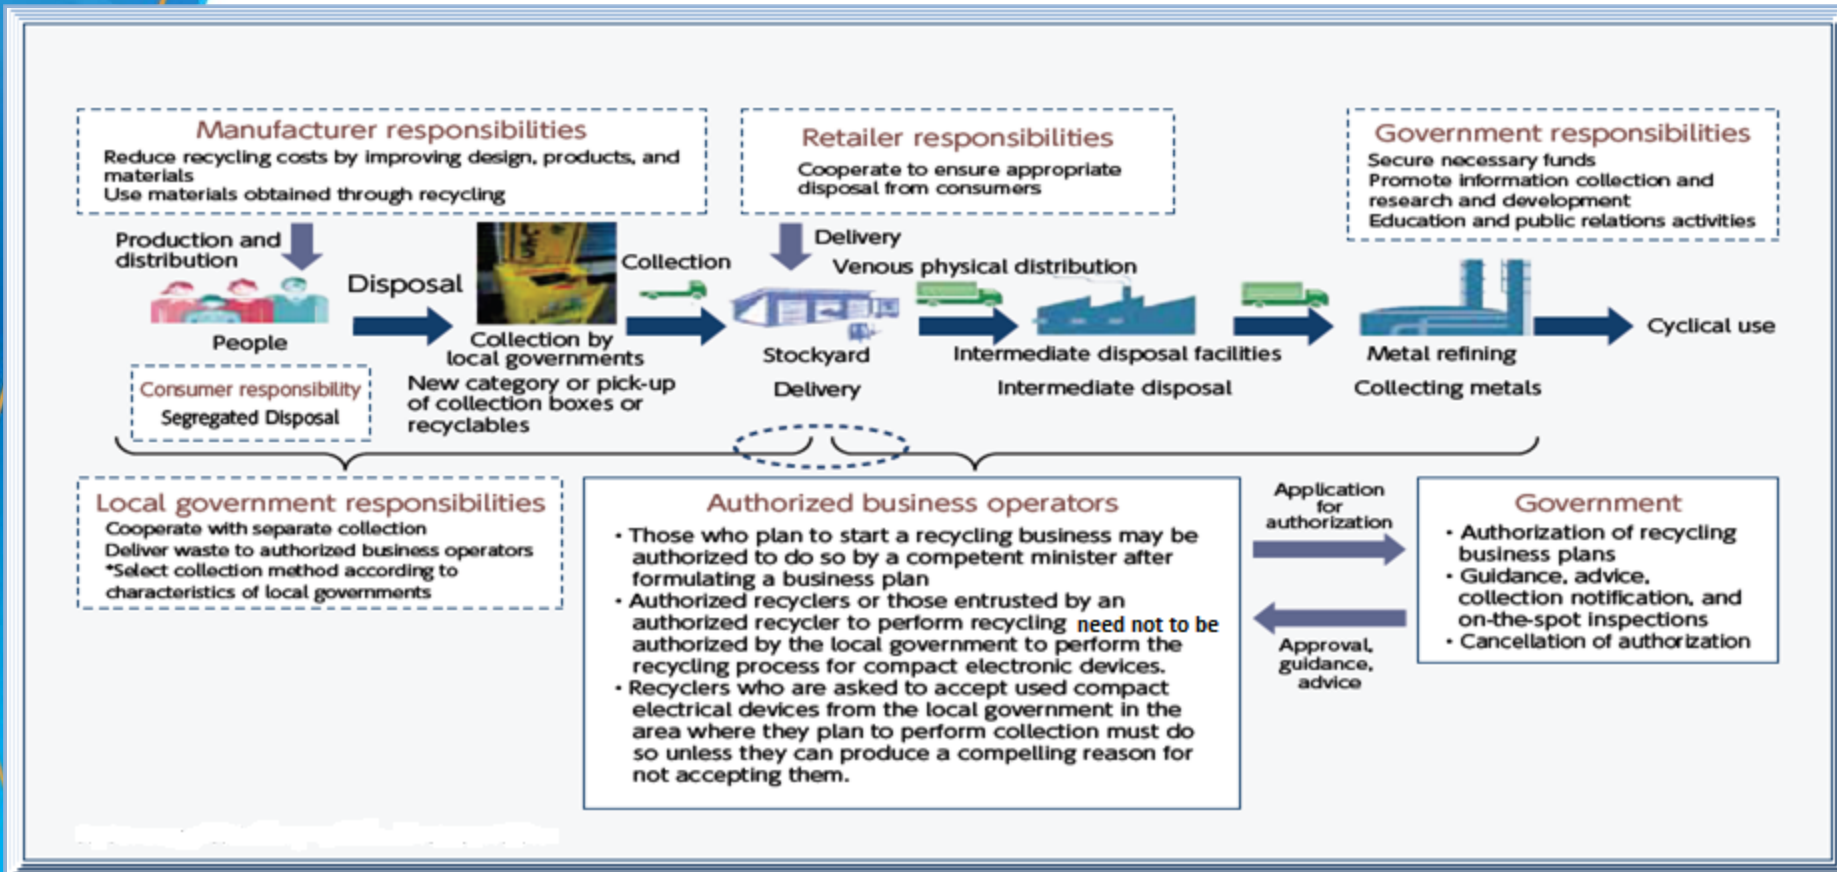 Manufacturer responsibilities
Reduce recycling costs by improving design, products, and
materials
Use materials obtained through recycling
Retailer responsibilities
Cooperate to ensure appropriate
disposal from consumers
Government responsibilities
Secure necessary funds
Promote information collection and
research and development
Education and public relations activities
Production and
distribution
Disposal
Collection
Delivery
Venous physical distribution
People
Collection by
local governments
New category or pick-up
of collection boxes or
recyclables
Stockyard
Delivery
Intermediate disposal facilities
Intermediate disposal
Metal refining
Collecting metals
Cyclical use
Consumer responsibility
Segregated Disposal
Local government responsibilities
Cooperate with separate collection
Deliver waste to authorized business operators
*Select collection method according to
characteristics of local governments
Authorized business operators
・Those who plan to start a recycling business may be
authorized to do so by a competent minister after
formulating a business plan
・Authorized recyclers or those entrusted by an
authorized recycler to perform recycling need not to be
authorized by the local government to perform the
recycling process for compact electronic devices.
・Recyclers who are asked to accept used compact
electrical devices from the local government in the
area where they plan to perform collection must do
so unless they can produce a compelling reason for
not accepting them.
Application
for
authorization
Approval,
guidance,
advice
Government
・Authorization of recycling
business plans
・Guidance, advice,
collection notification, and
on-the-spot inspections
・Cancellation of authorization